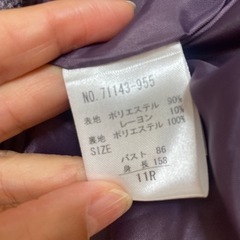 NO.71143-955
表地 ポリエステル 90%
レーヨン 10%
裏地 ポリエステル 100%
SIZE
バスト 86
身長 158
11R